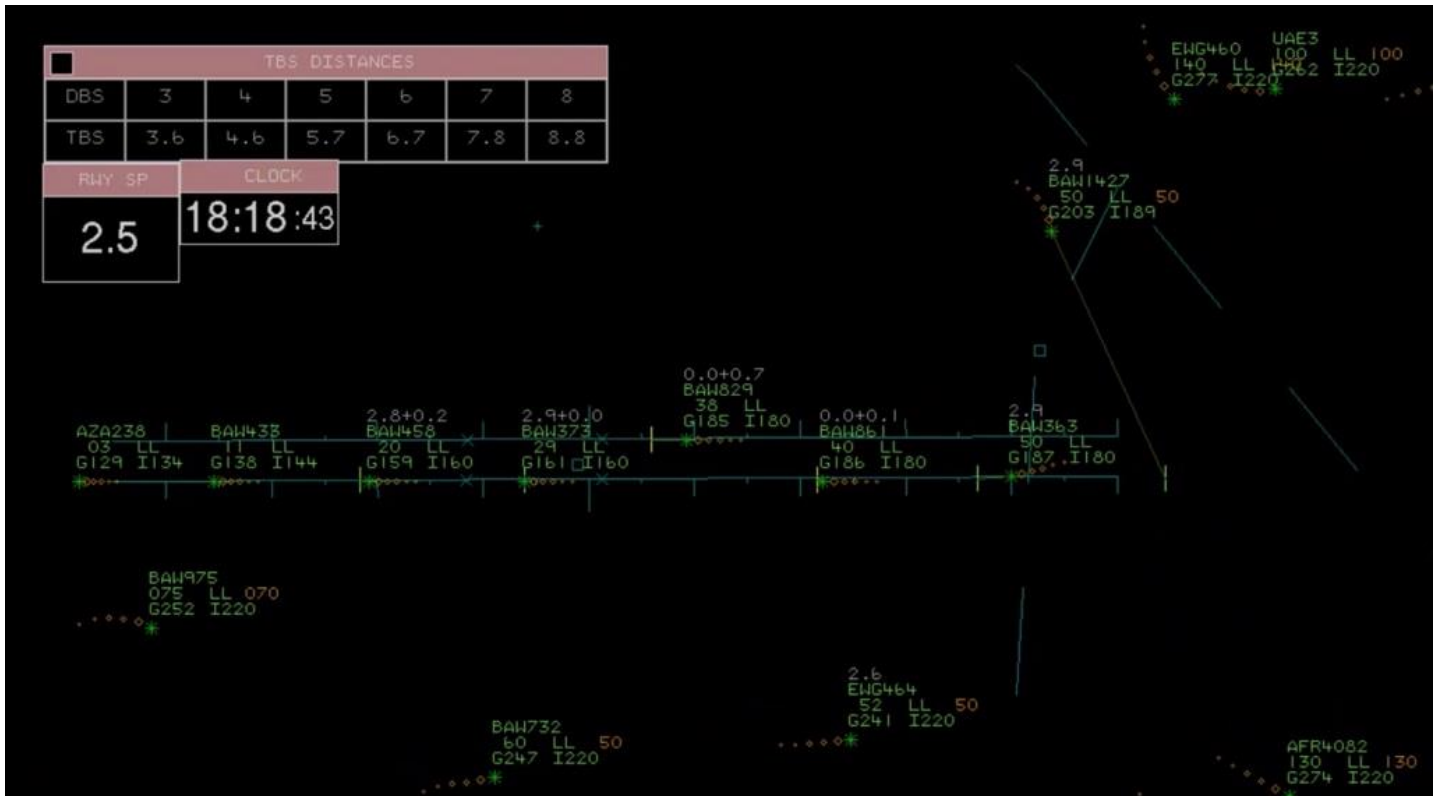 TBS DISTANCES
DBS 3 4 5 6 7 8
TBS 3.6 4.6 5.7 6.7 7.8 8.8
RWY SP
2.5
CLOCK
18:18:43
EWG460
140 LL
G277 I220
UAE3
100 LL 100
G262 I220
2.9
BAW1427
50 LL 50
G203 I189
0.0+0.7
BAW829
38 LL
G185 I180
AZA238
03 LL
G129 I134
BAW433
11 LL
G138 I144
2.8+0.2
BAW458
20 LL
G159 I160
2.9+0.0
BAW373
29 LL
G161 I160
0.0+0.1
BAW861
40 LL
G186 I180
2.9
BAW363
50 LL
G187 I180
BAW975
075 LL 070
G252 I220
2.6
EWG464
52 LL 50
G241 I220
BAW732
60 LL 50
G247 I220
AFR4082
130 LL 130
G274 I220